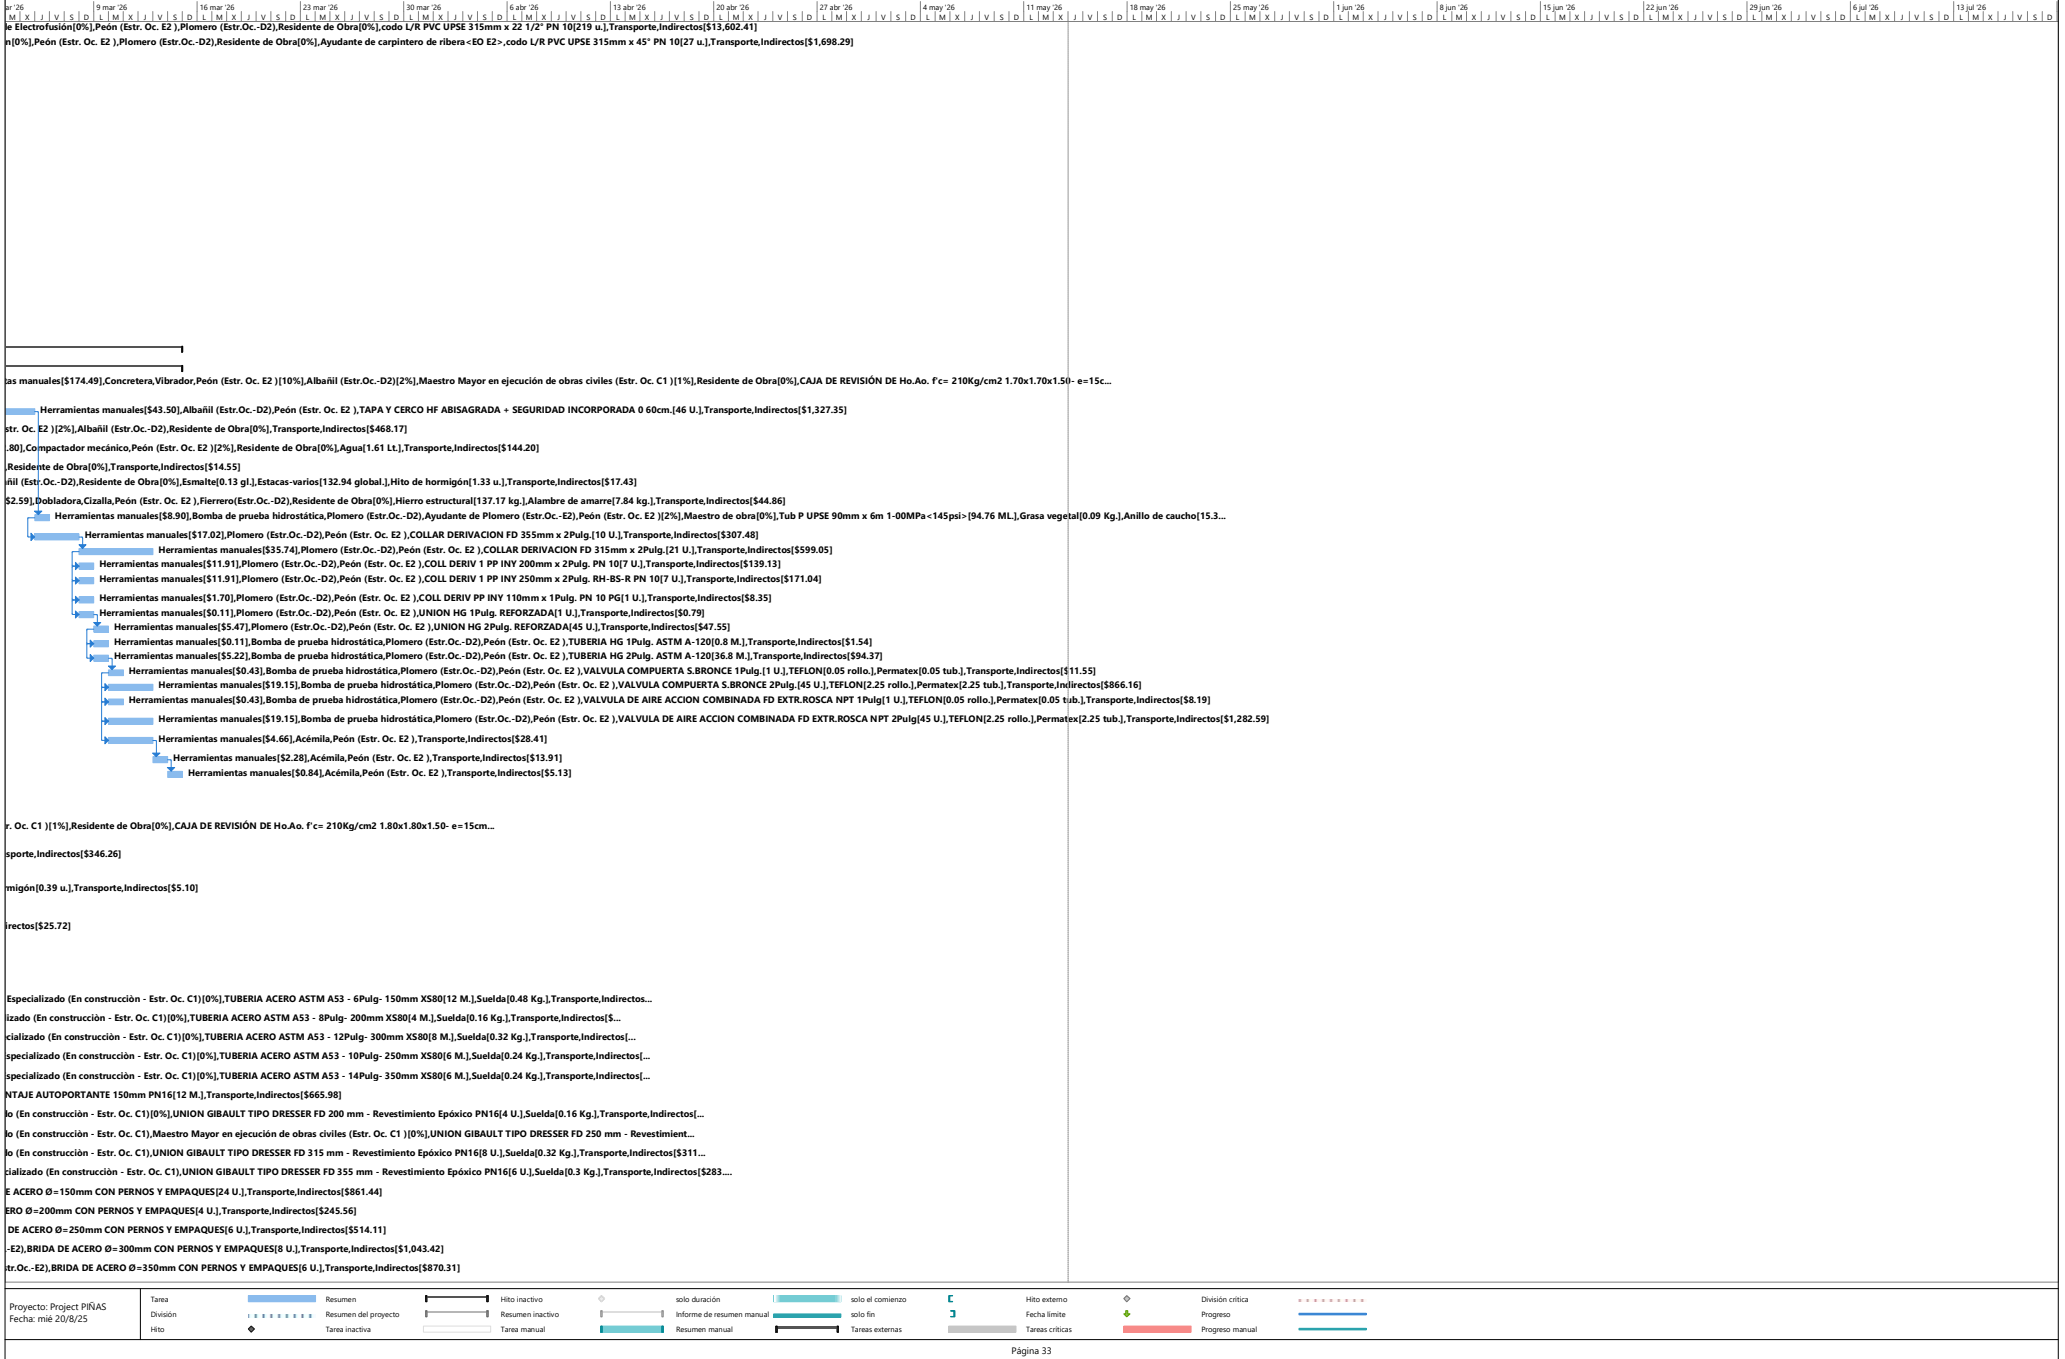 ar '26 9 mar '26 16 mar '26 23 mar '26 30 mar '26 6 abr '26 13 abr '26 20 abr '26 27 abr '26 4 may '26 11 may '26 18 may '26 25 may '26 1 jun '26 8 jun '26 15 jun '26 22 jun '26 29 jun '26 6 jul '26 13 jul '26
L M X J V S D L M X J V S D L M X J V S D L M X J V S D L M X J V S D L M X J V S D L M X J V S D L M X J V S D L M X J V S D L M X J V S D L M X J V S D L M X J V S D L M X J V S D L M X J V S D L M X J V S D L M X J V S D L M X J V S D L M X J V S D L M X J V S D L M X J V S D
le Electrofusión[0%],Peón (Estr. Oc. E2 ),Plomero (Estr.Oc.-D2),Residente de Obra[0%],codo L/R PVC UPSE 315mm x 22 1/2° PN 10[219 u.],Transporte,Indirectos[$13,602.41]
n[0%],Peón (Estr. Oc. E2 ),Plomero (Estr.Oc.-D2),Residente de Obra[0%],Ayudante de carpintero de ribera<EO E2>,codo L/R PVC UPSE 315mm x 45° PN 10[27 u.],Transporte,Indirectos[$1,698.29]
tas manuales[$174.49],Concretera,Vibrador,Peón (Estr. Oc. E2 )[10%],Albañil (Estr.Oc.-D2)[2%],Maestro Mayor en ejecución de obras civiles (Estr. Oc. C1 )[1%],Residente de Obra[0%],CAJA DE REVISIÓN DE Ho.Ao. f'c= 210Kg/cm2 1.70x1.70x1.50- e=15c...
Herramientas manuales[$43.50],Albañil (Estr.Oc.-D2),Peón (Estr. Oc. E2 ),TAPA Y CERCO HF ABISAGRADA + SEGURIDAD INCORPORADA 0 60cm.[46 U.],Transporte,Indirectos[$1,327.35]
str. Oc. E2 )[2%],Albañil (Estr.Oc.-D2),Residente de Obra[0%],Transporte,Indirectos[$468.17]
.80],Compactador mecánico,Peón (Estr. Oc. E2 )[2%],Residente de Obra[0%],Agua[1.61 Lt.],Transporte,Indirectos[$144.20]
,Residente de Obra[0%],Transporte,Indirectos[$14.55]
ñil (Estr.Oc.-D2),Residente de Obra[0%],Esmalte[0.13 gl.],Estacas-varios[132.94 global.],Hito de hormigón[1.33 u.],Transporte,Indirectos[$17.43]
$2.59],Dobladora,Cizalla,Peón (Estr. Oc. E2 ),Fierrero(Estr.Oc.-D2),Residente de Obra[0%],Hierro estructural[137.17 kg.],Alambre de amarre[7.84 kg.],Transporte,Indirectos[$44.86]
Herramientas manuales[$8.90],Bomba de prueba hidrostática,Plomero (Estr.Oc.-D2),Ayudante de Plomero (Estr.Oc.-E2),Peón (Estr. Oc. E2 )[2%],Maestro de obra[0%],Tub P UPSE 90mm x 6m 1-00MPa<145psi>[94.76 ML.],Grasa vegetal[0.09 Kg.],Anillo de caucho[15.3...
Herramientas manuales[$17.02],Plomero (Estr.Oc.-D2),Peón (Estr. Oc. E2 ),COLLAR DERIVACION FD 355mm x 2Pulg.[10 U.],Transporte,Indirectos[$307.48]
Herramientas manuales[$35.74],Plomero (Estr.Oc.-D2),Peón (Estr. Oc. E2 ),COLLAR DERIVACION FD 315mm x 2Pulg.[21 U.],Transporte,Indirectos[$599.05]
Herramientas manuales[$11.91],Plomero (Estr.Oc.-D2),Peón (Estr. Oc. E2 ),COLL DERIV 1 PP INY 200mm x 2Pulg. PN 10[7 U.],Transporte,Indirectos[$139.13]
Herramientas manuales[$11.91],Plomero (Estr.Oc.-D2),Peón (Estr. Oc. E2 ),COLL DERIV 1 PP INY 250mm x 2Pulg. RH-BS-R PN 10[7 U.],Transporte,Indirectos[$171.04]
Herramientas manuales[$1.70],Plomero (Estr.Oc.-D2),Peón (Estr. Oc. E2 ),COLL DERIV PP INY 110mm x 1Pulg. PN 10 PG[1 U.],Transporte,Indirectos[$8.35]
Herramientas manuales[$0.11],Plomero (Estr.Oc.-D2),Peón (Estr. Oc. E2 ),UNION HG 1Pulg. REFORZADA[1 U.],Transporte,Indirectos[$0.79]
Herramientas manuales[$5.47],Plomero (Estr.Oc.-D2),Peón (Estr. Oc. E2 ),UNION HG 2Pulg. REFORZADA[45 U.],Transporte,Indirectos[$47.55]
Herramientas manuales[$0.11],Bomba de prueba hidrostática,Plomero (Estr.Oc.-D2),Peón (Estr. Oc. E2 ),TUBERIA HG 1Pulg. ASTM A-120[0.8 M.],Transporte,Indirectos[$1.54]
Herramientas manuales[$5.22],Bomba de prueba hidrostática,Plomero (Estr.Oc.-D2),Peón (Estr. Oc. E2 ),TUBERIA HG 2Pulg. ASTM A-120[36.8 M.],Transporte,Indirectos[$94.37]
Herramientas manuales[$0.43],Bomba de prueba hidrostática,Plomero (Estr.Oc.-D2),Peón (Estr. Oc. E2 ),VALVULA COMPUERTA S.BRONCE 1Pulg.[1 U.],TEFLON[0.05 rollo.],Permatex[0.05 tub.],Transporte,Indirectos[$11.55]
Herramientas manuales[$19.15],Bomba de prueba hidrostática,Plomero (Estr.Oc.-D2),Peón (Estr. Oc. E2 ),VALVULA COMPUERTA S.BRONCE 2Pulg.[45 U.],TEFLON[2.25 rollo.],Permatex[2.25 tub.],Transporte,Indirectos[$866.16]
Herramientas manuales[$0.43],Bomba de prueba hidrostática,Plomero (Estr.Oc.-D2),Peón (Estr. Oc. E2 ),VALVULA DE AIRE ACCION COMBINADA FD EXTR.ROSCA NPT 1Pulg[1 U.],TEFLON[0.05 rollo.],Permatex[0.05 tub.],Transporte,Indirectos[$8.19]
Herramientas manuales[$19.15],Bomba de prueba hidrostática,Plomero (Estr.Oc.-D2),Peón (Estr. Oc. E2 ),VALVULA DE AIRE ACCION COMBINADA FD EXTR.ROSCA NPT 2Pulg[45 U.],TEFLON[2.25 rollo.],Permatex[2.25 tub.],Transporte,Indirectos[$1,282.59]
Herramientas manuales[$4.66],Acémila,Peón (Estr. Oc. E2 ),Transporte,Indirectos[$28.41]
Herramientas manuales[$2.28],Acémila,Peón (Estr. Oc. E2 ),Transporte,Indirectos[$13.91]
Herramientas manuales[$0.84],Acémila,Peón (Estr. Oc. E2 ),Transporte,Indirectos[$5.13]
r. Oc. C1 )[1%],Residente de Obra[0%],CAJA DE REVISIÓN DE Ho.Ao. f'c= 210Kg/cm2 1.80x1.80x1.50- e=15cm...
sporte,Indirectos[$346.26]
rmigón[0.39 u.],Transporte,Indirectos[$5.10]
irectos[$25.72]
Especializado (En construcciòn - Estr. Oc. C1)[0%],TUBERIA ACERO ASTM A53 - 6Pulg- 150mm XS80[12 M.],Suelda[0.48 Kg.],Transporte,Indirectos...
izado (En construcciòn - Estr. Oc. C1)[0%],TUBERIA ACERO ASTM A53 - 8Pulg- 200mm XS80[4 M.],Suelda[0.16 Kg.],Transporte,Indirectos[$...
cializado (En construcciòn - Estr. Oc. C1)[0%],TUBERIA ACERO ASTM A53 - 12Pulg- 300mm XS80[8 M.],Suelda[0.32 Kg.],Transporte,Indirectos[...
specializado (En construcciòn - Estr. Oc. C1)[0%],TUBERIA ACERO ASTM A53 - 10Pulg- 250mm XS80[6 M.],Suelda[0.24 Kg.],Transporte,Indirectos[...
specializado (En construcciòn - Estr. Oc. C1)[0%],TUBERIA ACERO ASTM A53 - 14Pulg- 350mm XS80[6 M.],Suelda[0.24 Kg.],Transporte,Indirectos[...
NTAJE AUTOPORTANTE 150mm PN16[12 M.],Transporte,Indirectos[$665.98]
lo (En construcciòn - Estr. Oc. C1)[0%],UNION GIBAULT TIPO DRESSER FD 200 mm - Revestimiento Epóxico PN16[4 U.],Suelda[0.16 Kg.],Transporte,Indirectos[...
lo (En construcciòn - Estr. Oc. C1),Maestro Mayor en ejecución de obras civiles (Estr. Oc. C1 )[0%],UNION GIBAULT TIPO DRESSER FD 250 mm - Revestimient...
lo (En construcciòn - Estr. Oc. C1),UNION GIBAULT TIPO DRESSER FD 315 mm - Revestimiento Epóxico PN16[8 U.],Suelda[0.32 Kg.],Transporte,Indirectos[$311...
cializado (En construcciòn - Estr. Oc. C1),UNION GIBAULT TIPO DRESSER FD 355 mm - Revestimiento Epóxico PN16[6 U.],Suelda[0.3 Kg.],Transporte,Indirectos[$283....
E ACERO Ø=150mm CON PERNOS Y EMPAQUES[24 U.],Transporte,Indirectos[$861.44]
ERO Ø=200mm CON PERNOS Y EMPAQUES[4 U.],Transporte,Indirectos[$245.56]
DE ACERO Ø=250mm CON PERNOS Y EMPAQUES[6 U.],Transporte,Indirectos[$514.11]
.-E2),BRIDA DE ACERO Ø=300mm CON PERNOS Y EMPAQUES[8 U.],Transporte,Indirectos[$1,043.42]
str.Oc.-E2),BRIDA DE ACERO Ø=350mm CON PERNOS Y EMPAQUES[6 U.],Transporte,Indirectos[$870.31]
Proyecto: Project PIÑAS
Fecha: mié 20/8/25
Tarea Resumen Hito inactivo solo duración solo el comienzo Hito externo División crítica
División Resumen del proyecto Resumen inactivo Informe de resumen manual solo fin Fecha límite Progreso
Hito Tarea inactiva Tarea manual Resumen manual Tareas externas Tareas críticas Progreso manual
Página 33